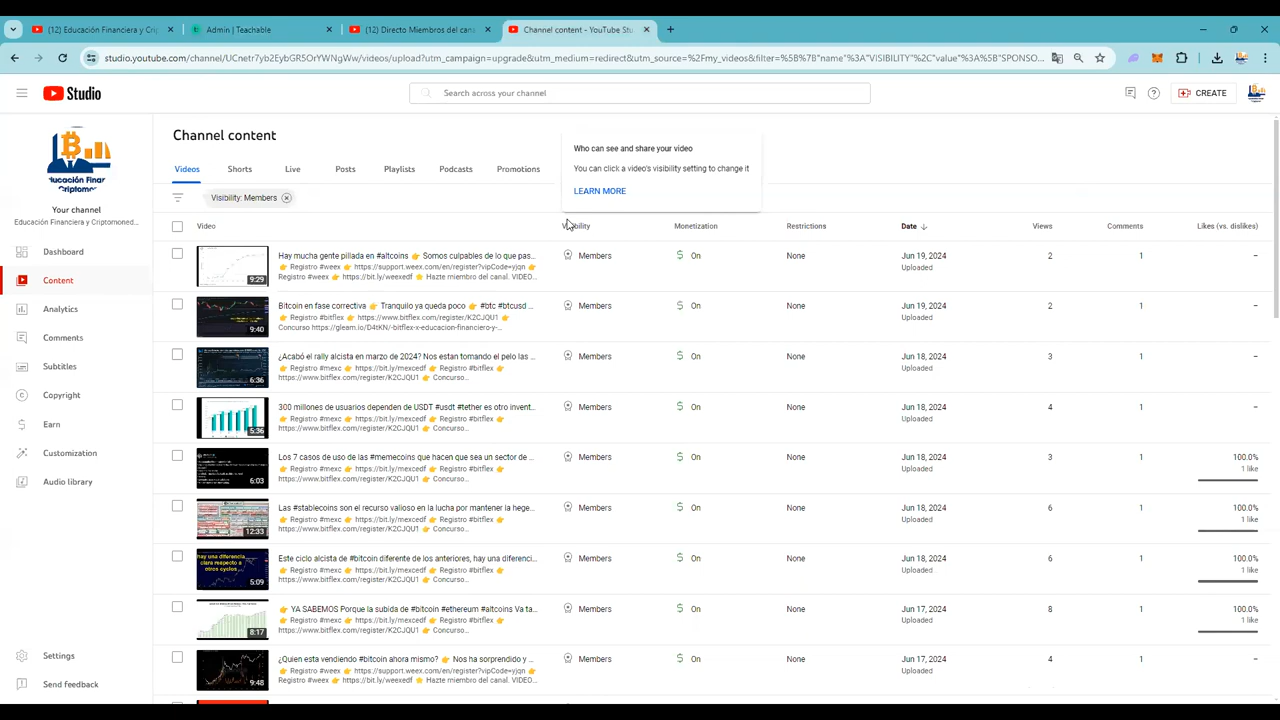 (12) Educación Financiera y Crip
Admin | Teachable
(12) Directo Miembros del can
Channel content - YouTube Stu
studio.youtube.com/channel/UCnetr7yb2EybGR5OrYWNgWw/videos/upload?utm_campaign=upgrade&utm_medium=redirect&utm_source=%2Fmy_videos&filter=%5B%7B"name"%3A"VISIBILITY"%2C"value"%3A%5B"SPONSO...
Studio
Search across your channel
CREATE
Educación Finan
Criptomoned
Your channel
Educación Financiera y Criptomoned...
Dashboard
Content
Analytics
Comments
Subtitles
Copyright
Earn
Customization
Audio library
Settings
Send feedback
Channel content
Videos Shorts Live Posts Playlists Podcasts Promotions
Who can see and share your video
You can click a video's visibility setting to change it
LEARN MORE
Visibility: Members
Video Visibility Monetization Restrictions Date Views Comments Likes (vs. dislikes)
Hay mucha gente pillada en #altcoins 👉 Somos culpables de lo que pas... Members On None Jun 19, 2024 2 1 –
👉 Registro #weex 👉 https://support.weex.com/en/register?vipCode=yjqn Uploaded
9:29
👉 Registro #weex 👉 https://bit.ly/weexedf 👉 Hazte miembro del canal. VIDEO...
Bitcoin en fase correctiva 👉 Tranquilo ya queda poco 👉 #btc #btcusd Members On None Jun 19, 2024 2 1 –
👉 Registro #bitflex 👉 https://www.bitflex.com/register/K2CJQU1 👉 Uploaded
9:40
Concurso https://gleam.io/D4tKN/-bitflex-x-educacion-financiero-y-...
¿Acabó el rally alcista en marzo de 2024? Nos estan tomando el pelo las ... Members On None Jun 18, 2024 3 1 –
👉 Registro #mexc 👉 https://bit.ly/mexcedf 👉 Registro #bitflex 👉 Uploaded
6:36
https://www.bitflex.com/register/K2CJQU1 👉 Concurso...
300 millones de usuarios dependen de USDT #usdt #tether es otro invent... Members On None Jun 18, 2024 4 1 –
👉 Registro #mexc 👉 https://bit.ly/mexcedf 👉 Registro #bitflex 👉 Uploaded
5:36
https://www.bitflex.com/register/K2CJQU1 👉 Concurso...
Los 7 casos de uso de las #memecoins que hacen que sea un sector de ... Members On None Jun 18, 2024 3 1 100.0%
👉 Registro #mexc 👉 https://bit.ly/mexcedf 👉 Registro #bitflex 👉 Uploaded 1 like
6:03
https://www.bitflex.com/register/K2CJQU1 👉 Concurso...
Las #stablecoins son el recurso valioso en la lucha por mantener la hege... Members On None Jun 18, 2024 6 1 100.0%
👉 Registro #mexc 👉 https://bit.ly/mexcedf 👉 Registro #bitflex 👉 Uploaded 1 like
12:33
https://www.bitflex.com/register/K2CJQU1 👉 Concurso...
hay una diferencia
clara respecto a
otros cyclos
Este ciclo alcista de #bitcoin diferente de los anteriores, hay una diferenci... Members On None Jun 18, 2024 6 1 100.0%
👉 Registro #mexc 👉 https://bit.ly/mexcedf 👉 Registro #bitflex 👉 Uploaded 1 like
5:09
https://www.bitflex.com/register/K2CJQU1 👉 Concurso...
👉 YA SABEMOS Porque la subida de #bitcoin #ethereum #altcoins Va ta... Members On None Jun 17, 2024 8 1 100.0%
👉 Registro #mexc 👉 https://bit.ly/mexcedf 👉 Registro #bitflex 👉 Uploaded 1 like
8:17
https://www.bitflex.com/register/K2CJQU1 👉 Concurso...
¿Quien esta vendiendo #bitcoin ahora mismo? 👉 Nos ha sorprendido y ... Members On None Jun 17, 2024 4 1 –
👉 Registro #weex 👉 https://support.weex.com/en/register?vipCode=yjqn Uploaded
9:48
👉 Registro #weex 👉 https://bit.ly/weexedf 👉 Hazte miembro del canal. VIDEO...